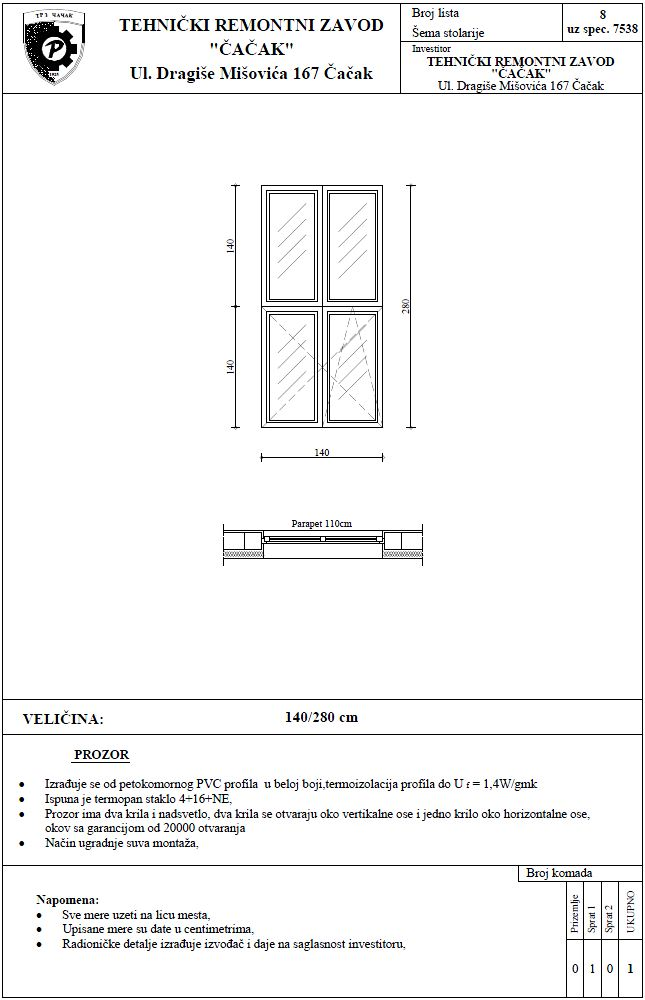 ТРЗ ЧАЧАК
TEHNIČKI REMONTNI ZAVOD
"ČAČAK"
Ul. Dragiše Mišovića 167 Čačak
Broj lista
Šema stolarije
8
uz spec. 7538
Investitor
TEHNIČKI REMONTNI ZAVOD
"ČAČAK"
Ul. Dragiše Mišovića 167 Čačak
140
140
280
140
Parapet 110cm
VELIČINA:
140/280 cm
PROZOR
• Izrađuje se od petokomornog PVC profila u beloj boji,termoizolacija profila do U f = 1,4W/gmk
• Ispuna je termopan staklo 4+16+NE,
• Prozor ima dva krila i nadsvetlo, dva krila se otvaraju oko vertikalne ose i jedno krilo oko horizontalne ose,
okov sa garancijom od 20000 otvaranja
• Način ugradnje suva montaža,
Broj komada
Napomena:
• Sve mere uzeti na licu mesta,
• Upisane mere su date u centimetrima,
• Radioničke detalje izrađuje izvođač i daje na saglasnost investitoru,
Prizemlje
Sprat 1
Sprat 2
UKUPNO
0 1 0 1